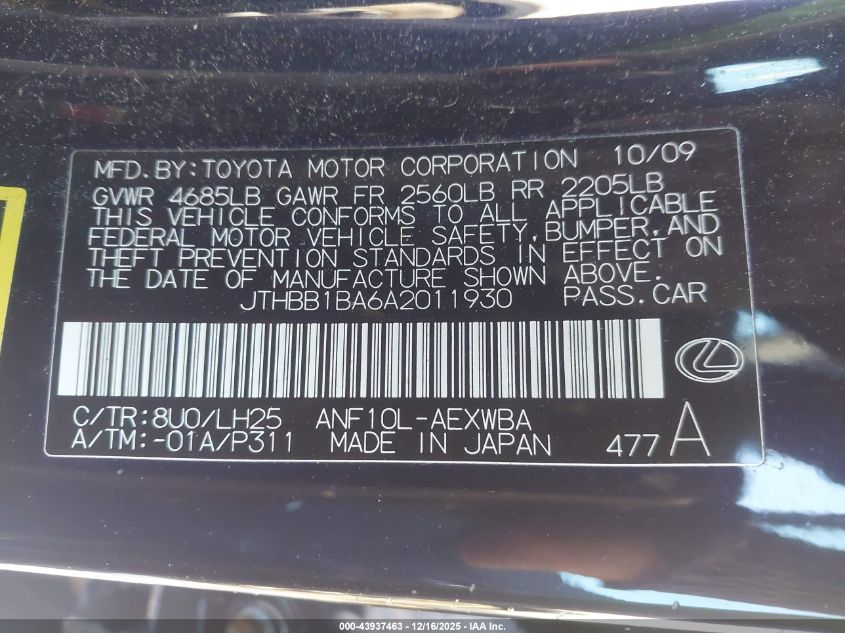 MFD.BY:TOYOTA MOTOR CORPORATION 10/09
GVWR 4685LB GAWR FR 2560LB RR 2205LB
THIS VEHICLE CONFORMS TO ALL APPLICABLE
FEDERAL MOTOR VEHICLE SAFETY,BUMPER,AND
THEFT PREVENTION STANDARDS IN EFFECT ON
THE DATE OF MANUFACTURE SHOWN ABOVE.
JTHBB1BA6A2011930 PASS.CAR
C/TR:8U0/LH25 ANF10L-AEXWBA
A/TM:-01A/P311 MADE IN JAPAN 477A
000-43937463 - 12/16/2025 - IAA Inc.